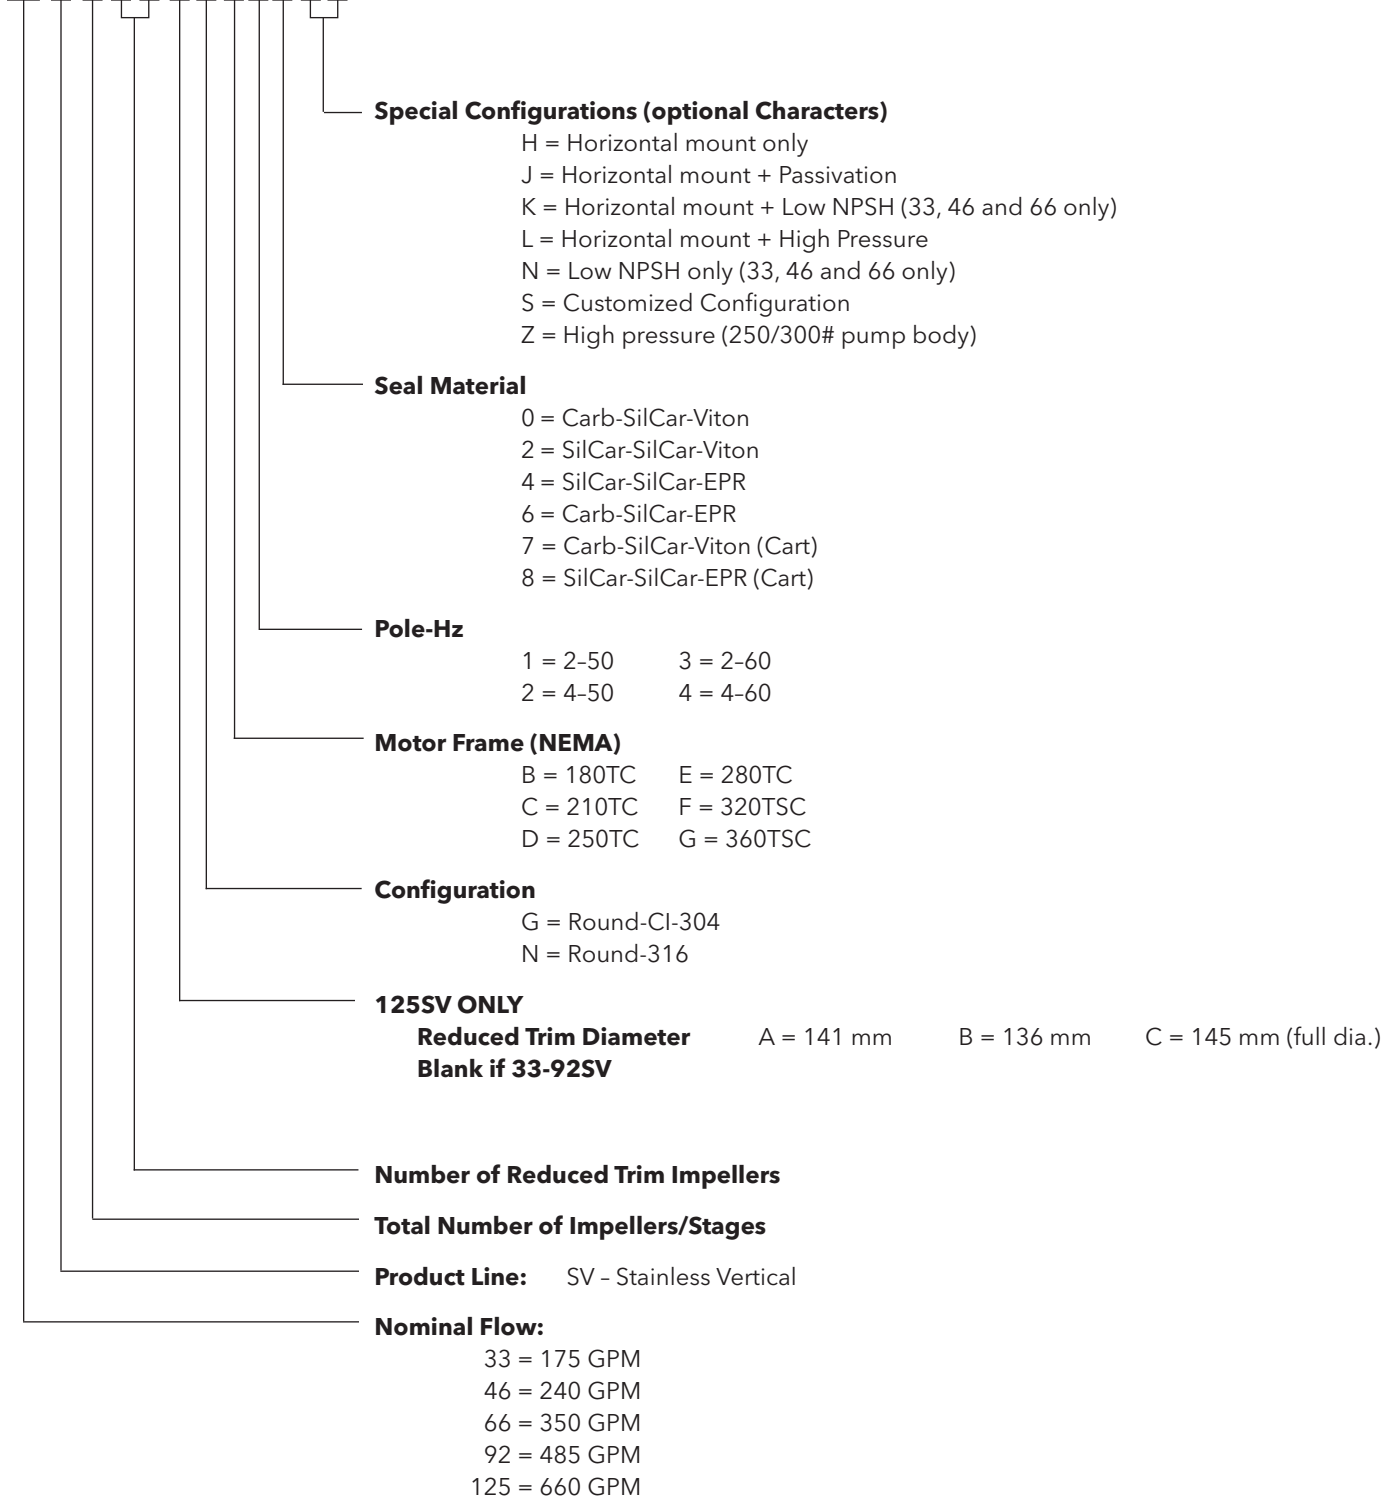 Special Configurations (optional Characters)
H = Horizontal mount only
J = Horizontal mount + Passivation
K = Horizontal mount + Low NPSH (33, 46 and 66 only)
L = Horizontal mount + High Pressure
N = Low NPSH only (33, 46 and 66 only)
S = Customized Configuration
Z = High pressure (250/300# pump body)
Seal Material
0 = Carb-SilCar-Viton
2 = SilCar-SilCar-Viton
4 = SilCar-SilCar-EPR
6 = Carb-SilCar-EPR
7 = Carb-SilCar-Viton (Cart)
8 = SilCar-SilCar-EPR (Cart)
Pole-Hz
1 = 2–50 3 = 2–60
2 = 4–50 4 = 4–60
Motor Frame (NEMA)
B = 180TC E = 280TC
C = 210TC F = 320TSC
D = 250TC G = 360TSC
Configuration
G = Round-CI-304
N = Round-316
125SV ONLY
Reduced Trim Diameter A = 141 mm B = 136 mm C = 145 mm (full dia.)
Blank if 33-92SV
Number of Reduced Trim Impellers
Total Number of Impellers/Stages
Product Line: SV – Stainless Vertical
Nominal Flow:
33 = 175 GPM
46 = 240 GPM
66 = 350 GPM
92 = 485 GPM
125 = 660 GPM